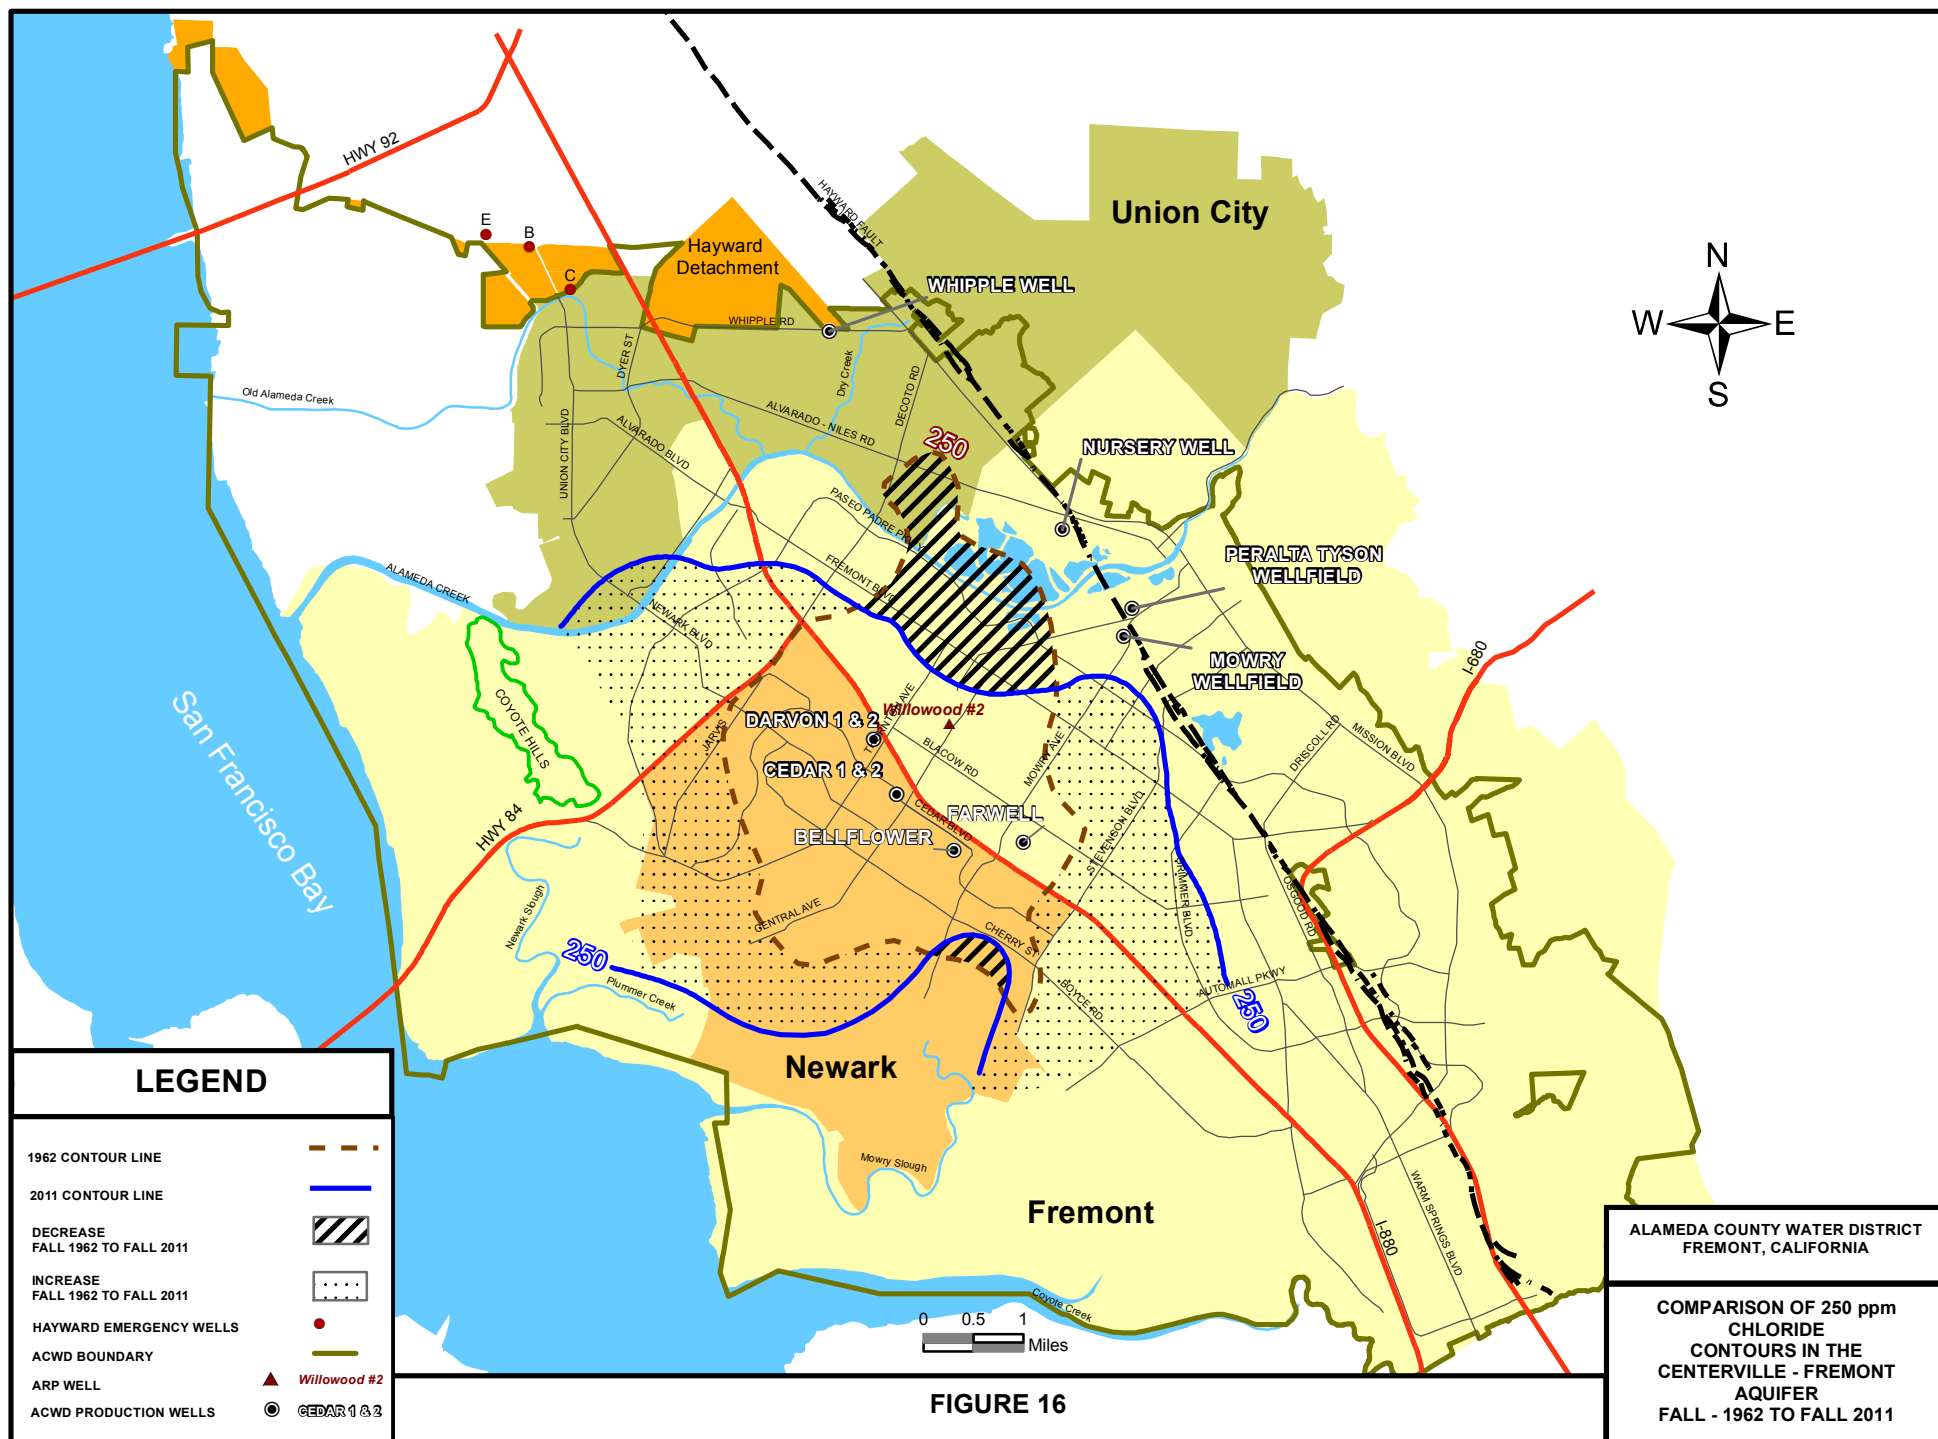 HWY 92
E
B
C
Hayward
Detachment
HAYWARD FAULT
Union City
WHIPPLE WELL
WHIPPLE RD
N
W
E
S
DYER ST
Dry Creek
DECOTO RD
Old Alameda Creek
ALVARADO - NILES RD
ALVARADO BLVD
UNION CITY BLVD
250
NURSERY WELL
PASEO PADRE PKWY
PERALTA TYSON
WELLFIELD
ALAMEDA CREEK
FREMONT BLVD
NEWARK BLVD
MOWRY
WELLFIELD
I-680
COYOTE HILLS
San Francisco Bay
JARVIS
DARVON 1 & 2
THORNTON AVE
Willowood #2
BLACOW RD
MOWRY AVE
DRISCOLL RD
MISSION BLVD
CEDAR 1 & 2
CEDAR BLVD
FARWELL
BELLFLOWER
STEVENSON BLVD
HWY 84
GRIMMER BLVD
OSGOOD RD
Newark Slough
CENTRAL AVE
CHERRY ST
250
Plummer Creek
BOYCE RD
AUTOMALL PKWY
250
Newark
Mowry Slough
Fremont
WARM SPRINGS BLVD
I-880
Coyote Creek
0 0.5 1
Miles
LEGEND
1962 CONTOUR LINE
2011 CONTOUR LINE
DECREASE
FALL 1962 TO FALL 2011
INCREASE
FALL 1962 TO FALL 2011
HAYWARD EMERGENCY WELLS
ACWD BOUNDARY
ARP WELL Willowood #2
ACWD PRODUCTION WELLS CEDAR 1 & 2
FIGURE 16
ALAMEDA COUNTY WATER DISTRICT
FREMONT, CALIFORNIA
COMPARISON OF 250 ppm
CHLORIDE
CONTOURS IN THE
CENTERVILLE - FREMONT
AQUIFER
FALL - 1962 TO FALL 2011